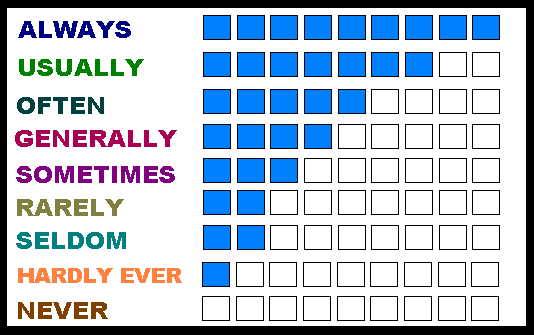 ALWAYS
USUALLY
OFTEN
GENERALLY
SOMETIMES
RARELY
SELDOM
HARDLY EVER
NEVER